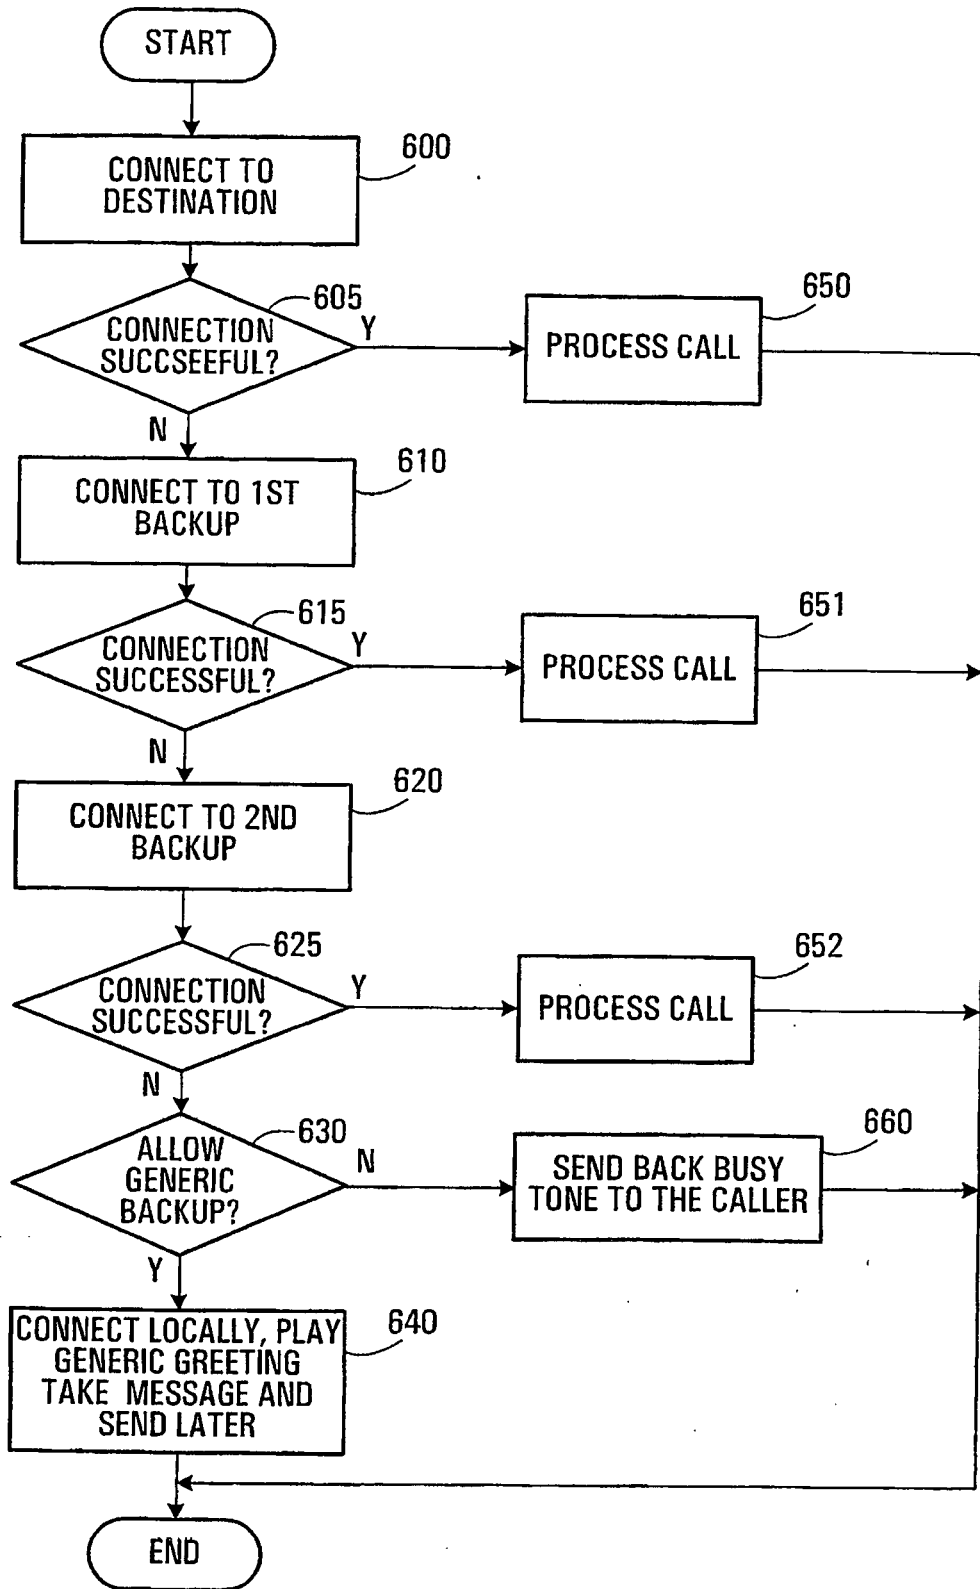 START
CONNECT TO
DESTINATION
600
CONNECTION
SUCCSEEFUL?
605
Y
PROCESS CALL
650
N
CONNECT TO 1ST
BACKUP
610
CONNECTION
SUCCESSFUL?
615
Y
PROCESS CALL
651
N
CONNECT TO 2ND
BACKUP
620
CONNECTION
SUCCESSFUL?
625
Y
PROCESS CALL
652
N
ALLOW
GENERIC
BACKUP?
630
N
SEND BACK BUSY
TONE TO THE CALLER
660
Y
CONNECT LOCALLY, PLAY
GENERIC GREETING
TAKE MESSAGE AND
SEND LATER
640
END